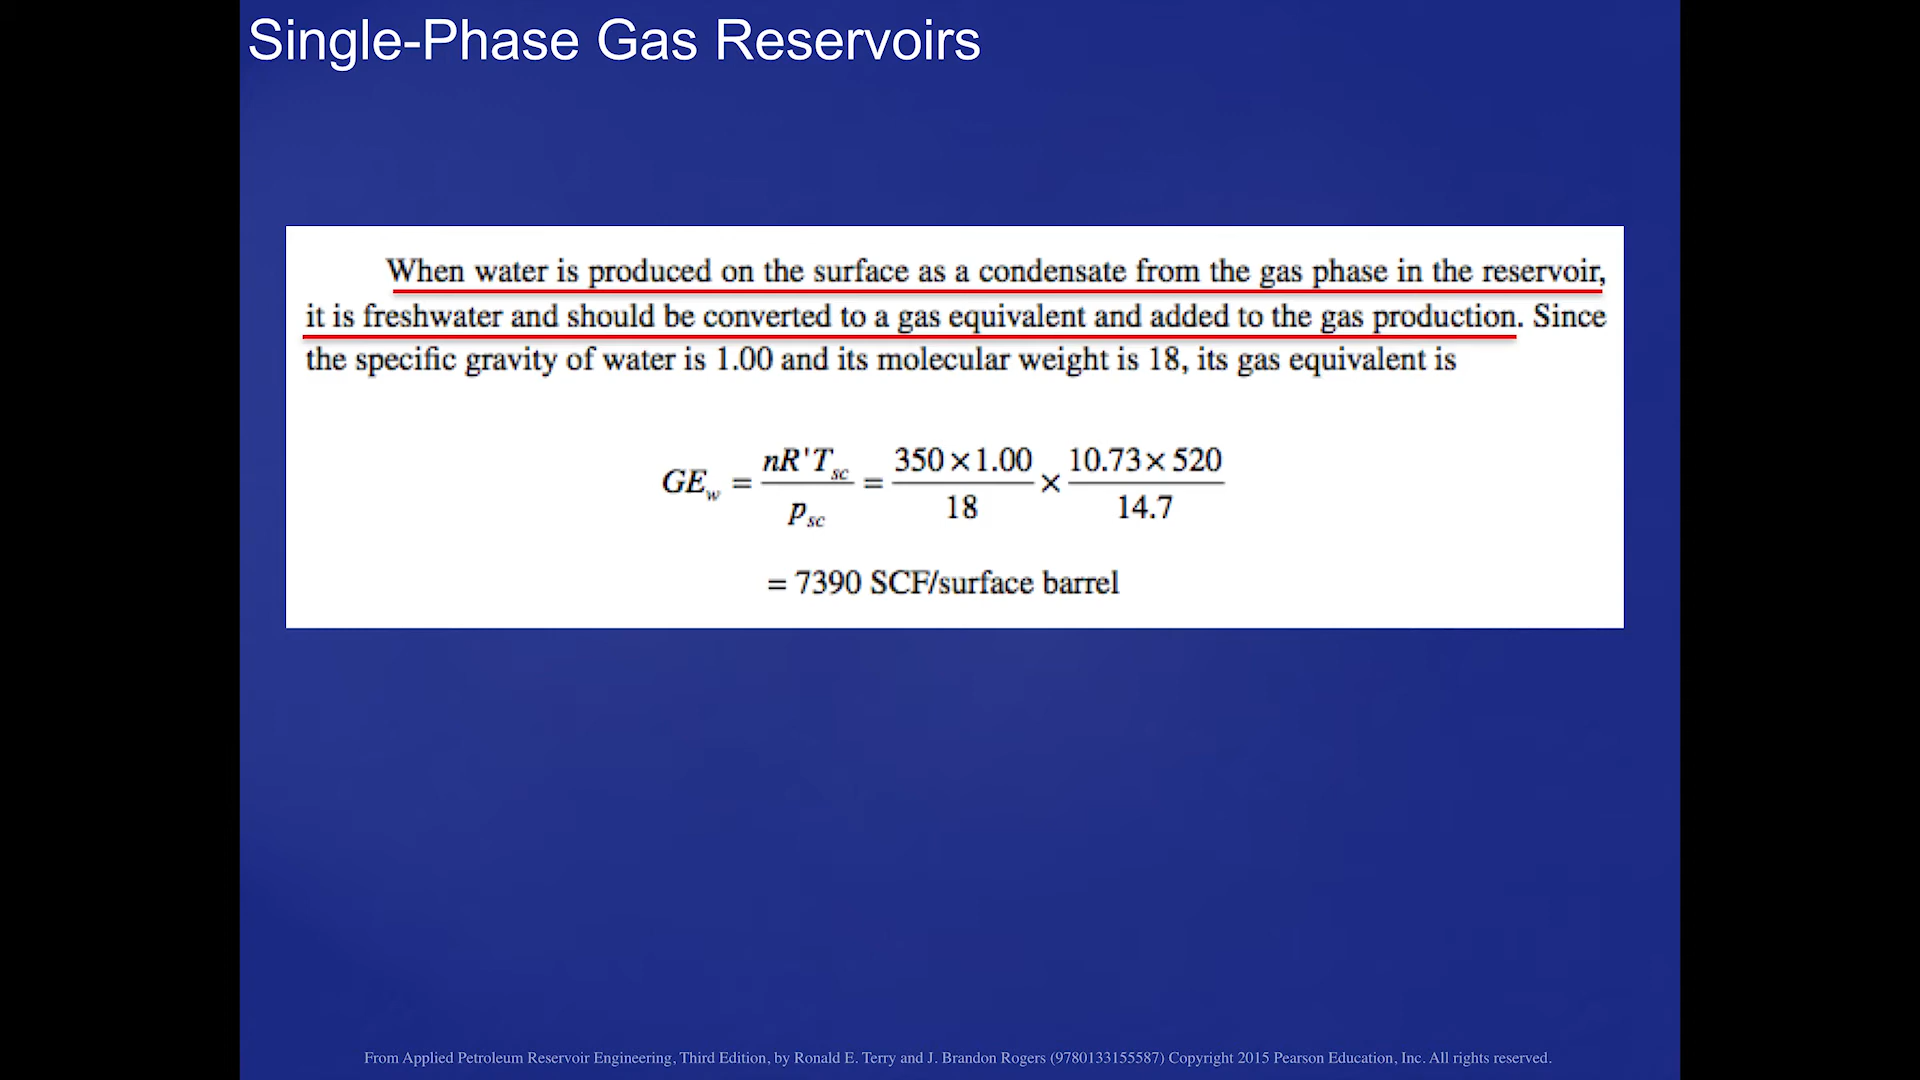 Single-Phase Gas Reservoirs
When water is produced on the surface as a condensate from the gas phase in the reservoir,
it is freshwater and should be converted to a gas equivalent and added to the gas production. Since
the specific gravity of water is 1.00 and its molecular weight is 18, its gas equivalent is
GE_w = nR'T_sc / p_sc = 350 × 1.00 / 18 × 10.73 × 520 / 14.7
= 7390 SCF/surface barrel
From Applied Petroleum Reservoir Engineering, Third Edition, by Ronald E. Terry and J. Brandon Rogers (9780133155587) Copyright 2015 Pearson Education, Inc. All rights reserved.